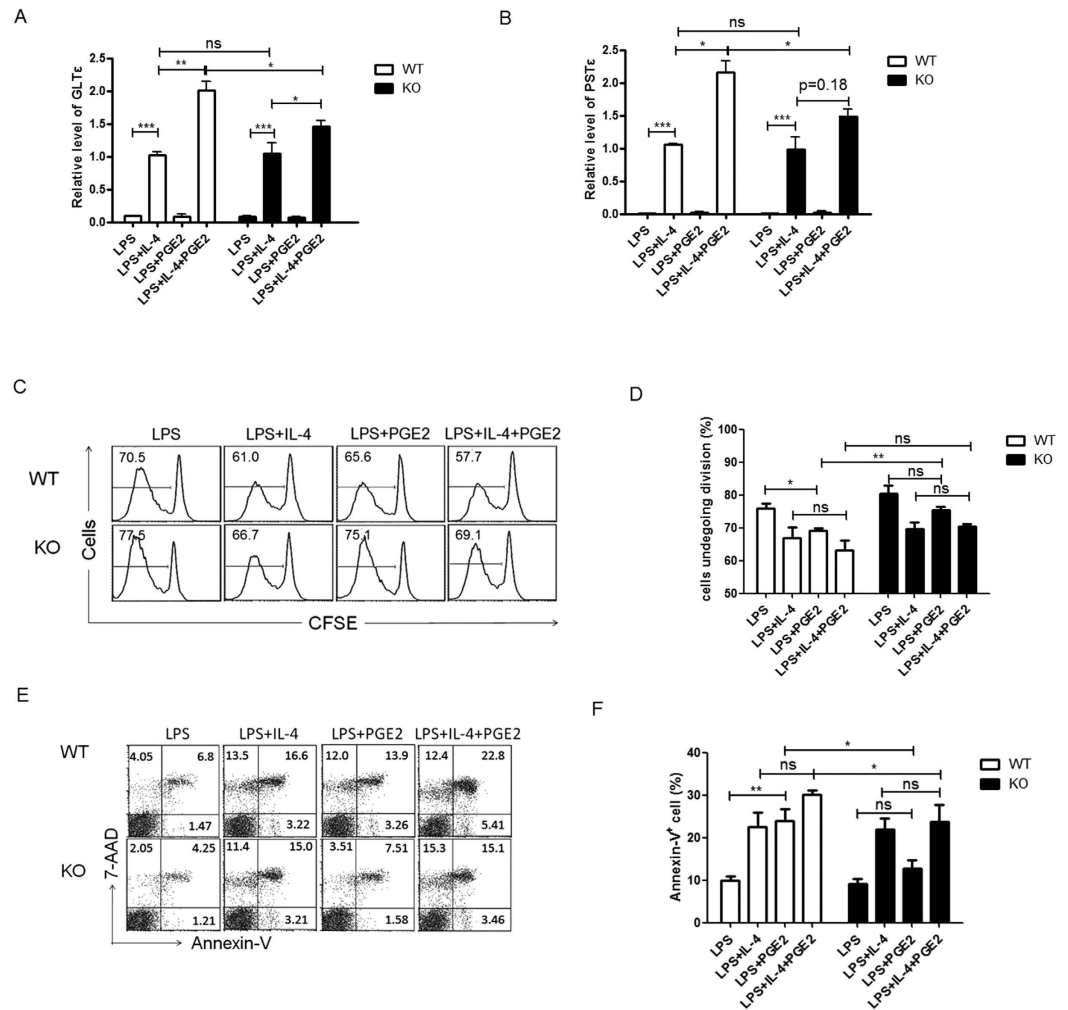 A
ns
**
*
*
***
***
Relative level of GLTε
2.5
2.0
1.5
1.0
0.5
0.0
LPS
LPS+IL-4
LPS+PGE2
LPS+IL-4+PGE2
LPS
LPS+IL-4
LPS+PGE2
LPS+IL-4+PGE2
WT
KO
B
ns
*
*
p=0.18
***
***
Relative level of PSTε
2.5
2.0
1.5
1.0
0.5
0.0
LPS
LPS+IL-4
LPS+PGE2
LPS+IL-4+PGE2
LPS
LPS+IL-4
LPS+PGE2
LPS+IL-4+PGE2
WT
KO
C
LPS LPS+IL-4 LPS+PGE2 LPS+IL-4+PGE2
WT
70.5 61.0 65.6 57.7
KO
77.5 66.7 75.1 69.1
Cells
CFSE
D
ns
**
*
ns
ns
ns
cells undegoing division (%)
100
90
80
70
60
50
LPS
LPS+IL-4
LPS+PGE2
LPS+IL-4+PGE2
LPS
LPS+IL-4
LPS+PGE2
LPS+IL-4+PGE2
WT
KO
E
LPS LPS+IL-4 LPS+PGE2 LPS+IL-4+PGE2
WT
4.05 6.8 13.5 16.6 12.0 13.9 12.4 22.8
1.47 3.22 3.26 5.41
KO
2.05 4.25 11.4 15.0 3.51 7.51 15.3 15.1
1.21 3.21 1.58 3.46
7-AAD
Annexin-V
F
*
ns
*
**
ns
ns
Annexin-V+ cell (%)
40
30
20
10
0
LPS
LPS+IL-4
LPS+PGE2
LPS+IL-4+PGE2
LPS
LPS+IL-4
LPS+PGE2
LPS+IL-4+PGE2
WT
KO